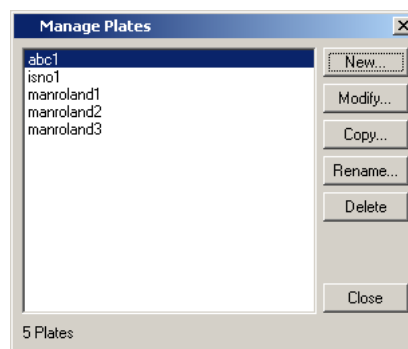 Manage Plates
abc1
isno1
manroland1
manroland2
manroland3
New...
Modify...
Copy...
Rename...
Delete
Close
5 Plates